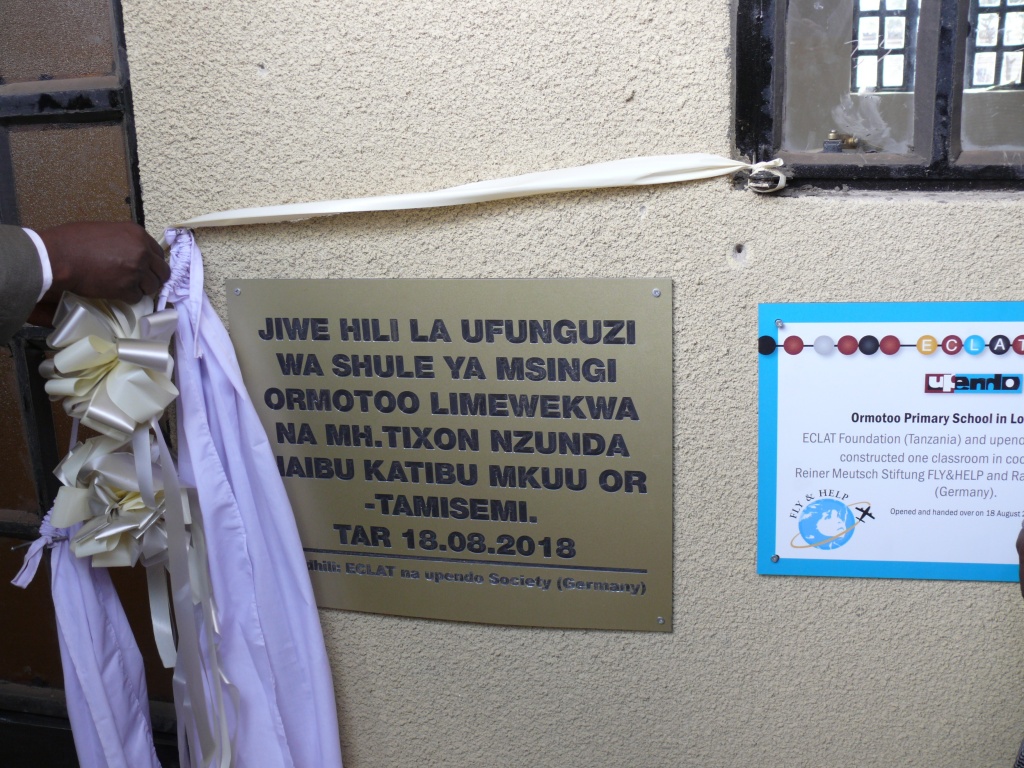 JIWE HILI LA UFUNGUZI
WA SHULE YA MSINGI
ORMOTOO LIMEWEKWA
NA MH.TIXON NZUNDA
NAIBU KATIBU MKUU OR
-TAMISEMI.
TAR 18.08.2018
ECLAT na upendo Society (Germany)
ECLAT
upendo
Ormotoo Primary School in
ECLAT Foundation (Tanzania) and
constructed one classroom in
Reiner Meutsch Stiftung FLY&HELP and
(Germany).
FLY & HELP
Opened and handed over on 18 August